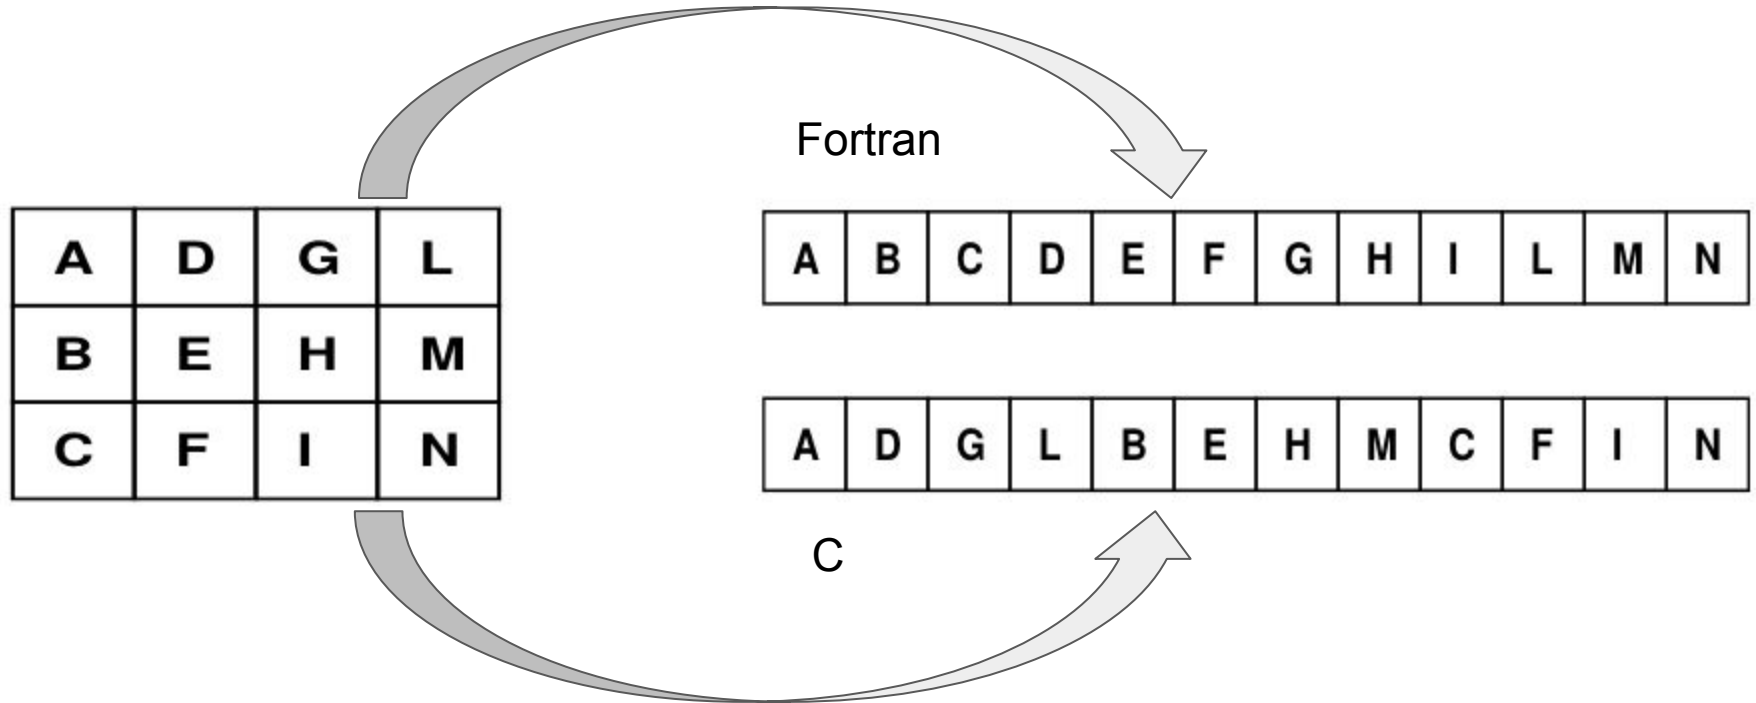 Fortran
A D G L
B E H M
C F I N
A B C D E F G H I L M N
A D G L B E H M C F I N
C